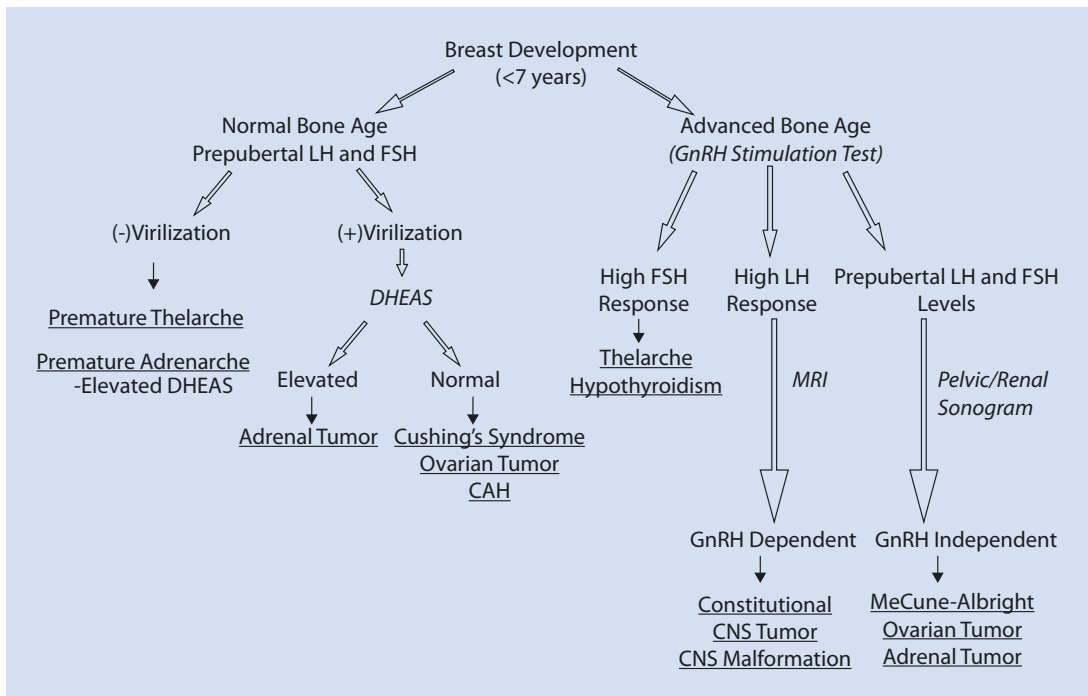 Breast Development
(<7 years)
Normal Bone Age
Prepubertal LH and FSH
Advanced Bone Age
(GnRH Stimulation Test)
(-)Virilization
(+)Virilization
Premature Thelarche
Premature Adrenarche
-Elevated DHEAS
DHEAS
Elevated
Normal
Adrenal Tumor
Cushing's Syndrome
Ovarian Tumor
CAH
High FSH
Response
High LH
Response
Prepubertal LH and FSH
Levels
Thelarche
Hypothyroidism
MRI
Pelvic/Renal
Sonogram
GnRH Dependent
GnRH Independent
Constitutional
CNS Tumor
CNS Malformation
MeCune-Albright
Ovarian Tumor
Adrenal Tumor